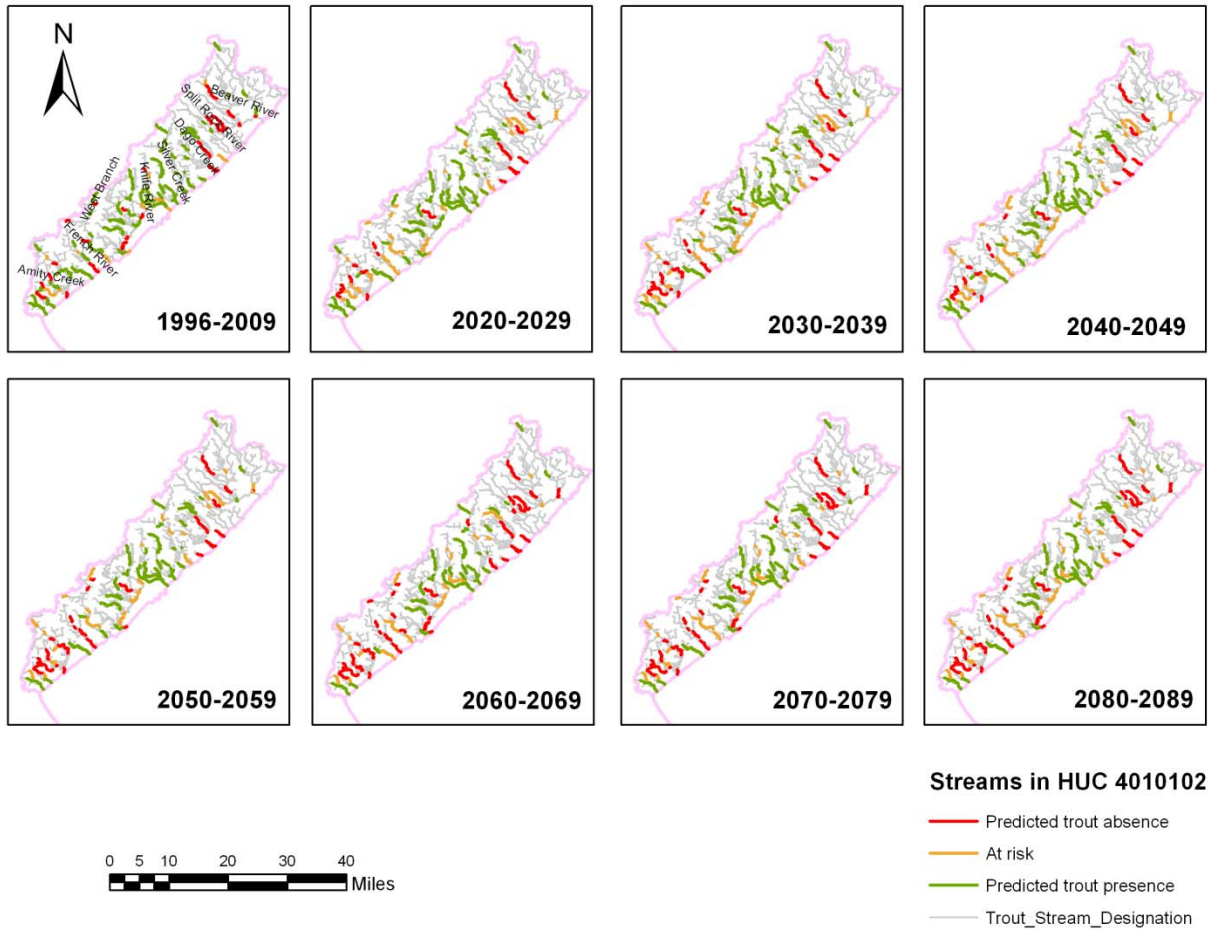 N
Beaver River
Split Rock River
Dago Creek
Silver Creek
Knife River
West Branch
French River
Amity Creek
1996-2009
2020-2029
2030-2039
2040-2049
2050-2059
2060-2069
2070-2079
2080-2089
Streams in HUC 4010102
Predicted trout absence
At risk
Predicted trout presence
Trout_Stream_Designation
0 5 10 20 30 40
Miles